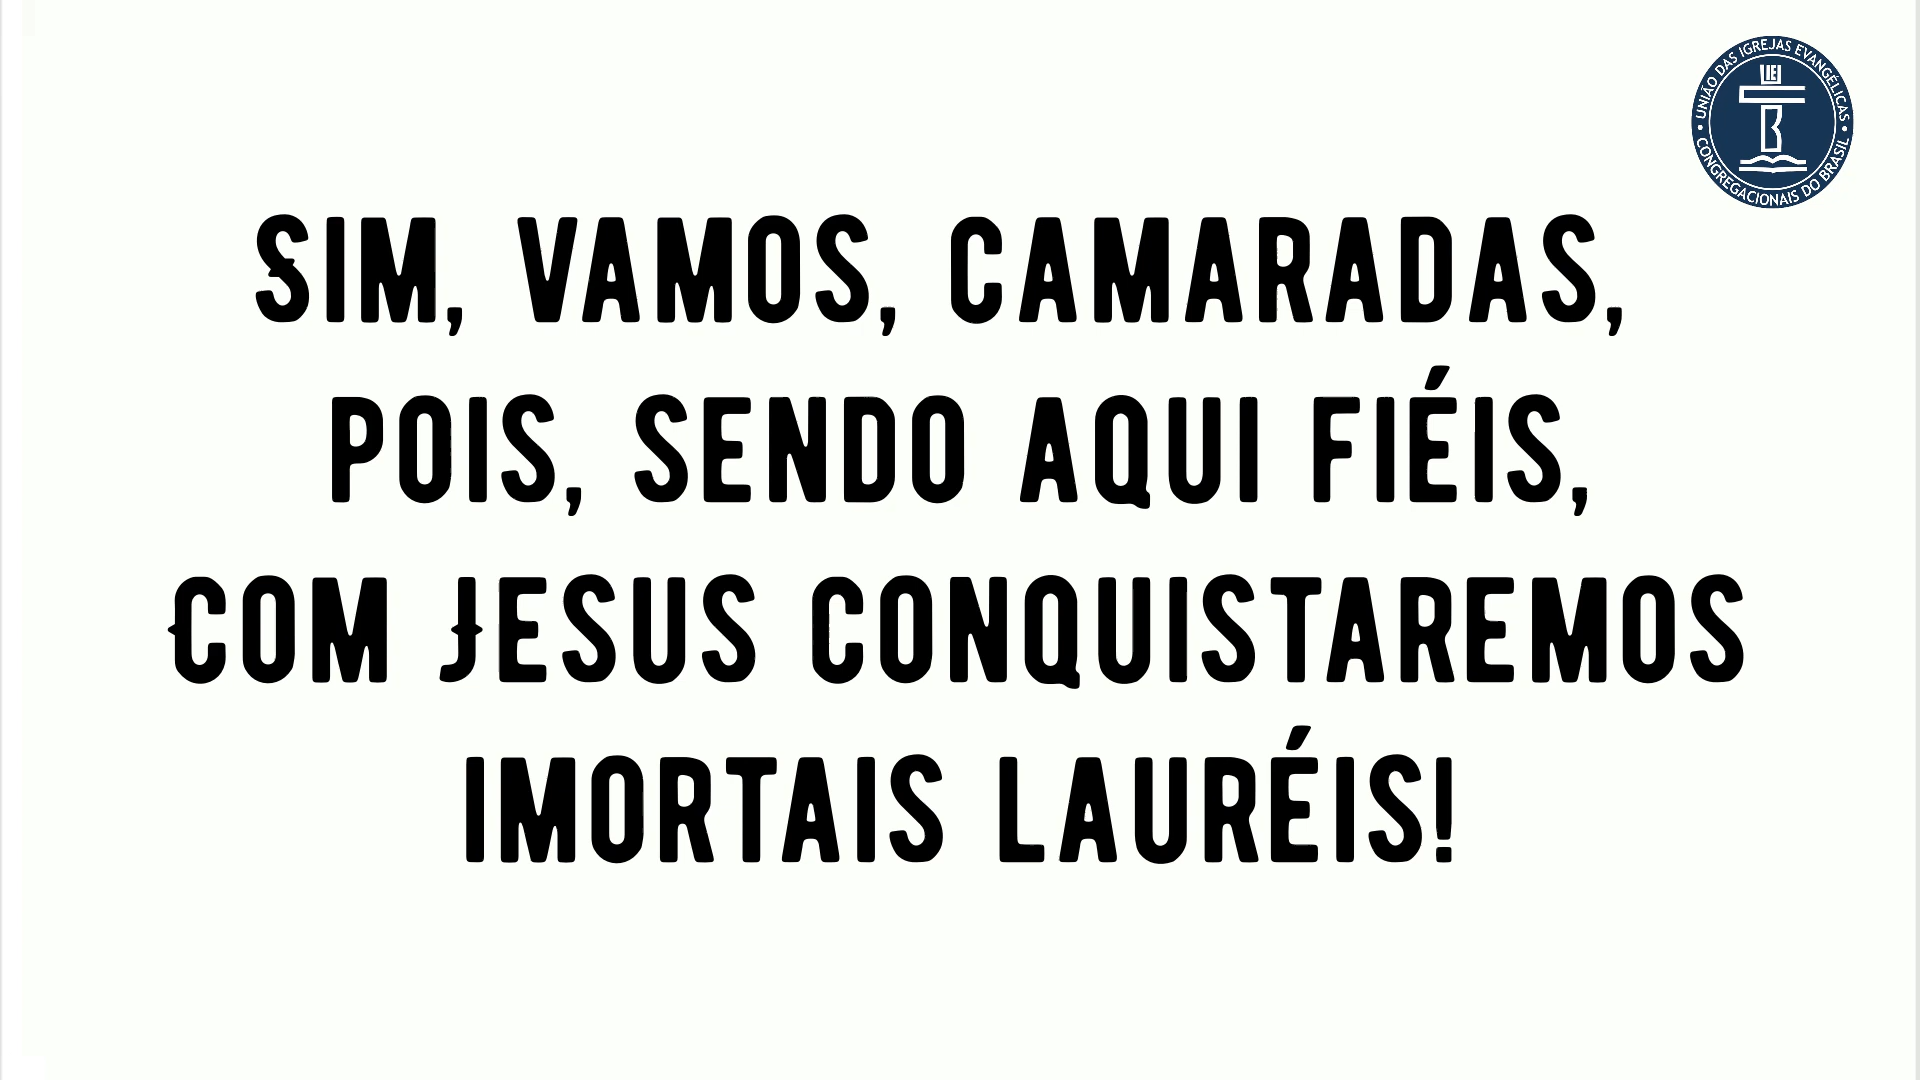 UNIÃO DAS IGREJAS EVANGÉLICAS
CONGREGACIONAIS DO BRASIL
SIM, VAMOS, CAMARADAS,
POIS, SENDO AQUI FIÉIS,
COM JESUS CONQUISTAREMOS
IMORTAIS LAURÉIS!